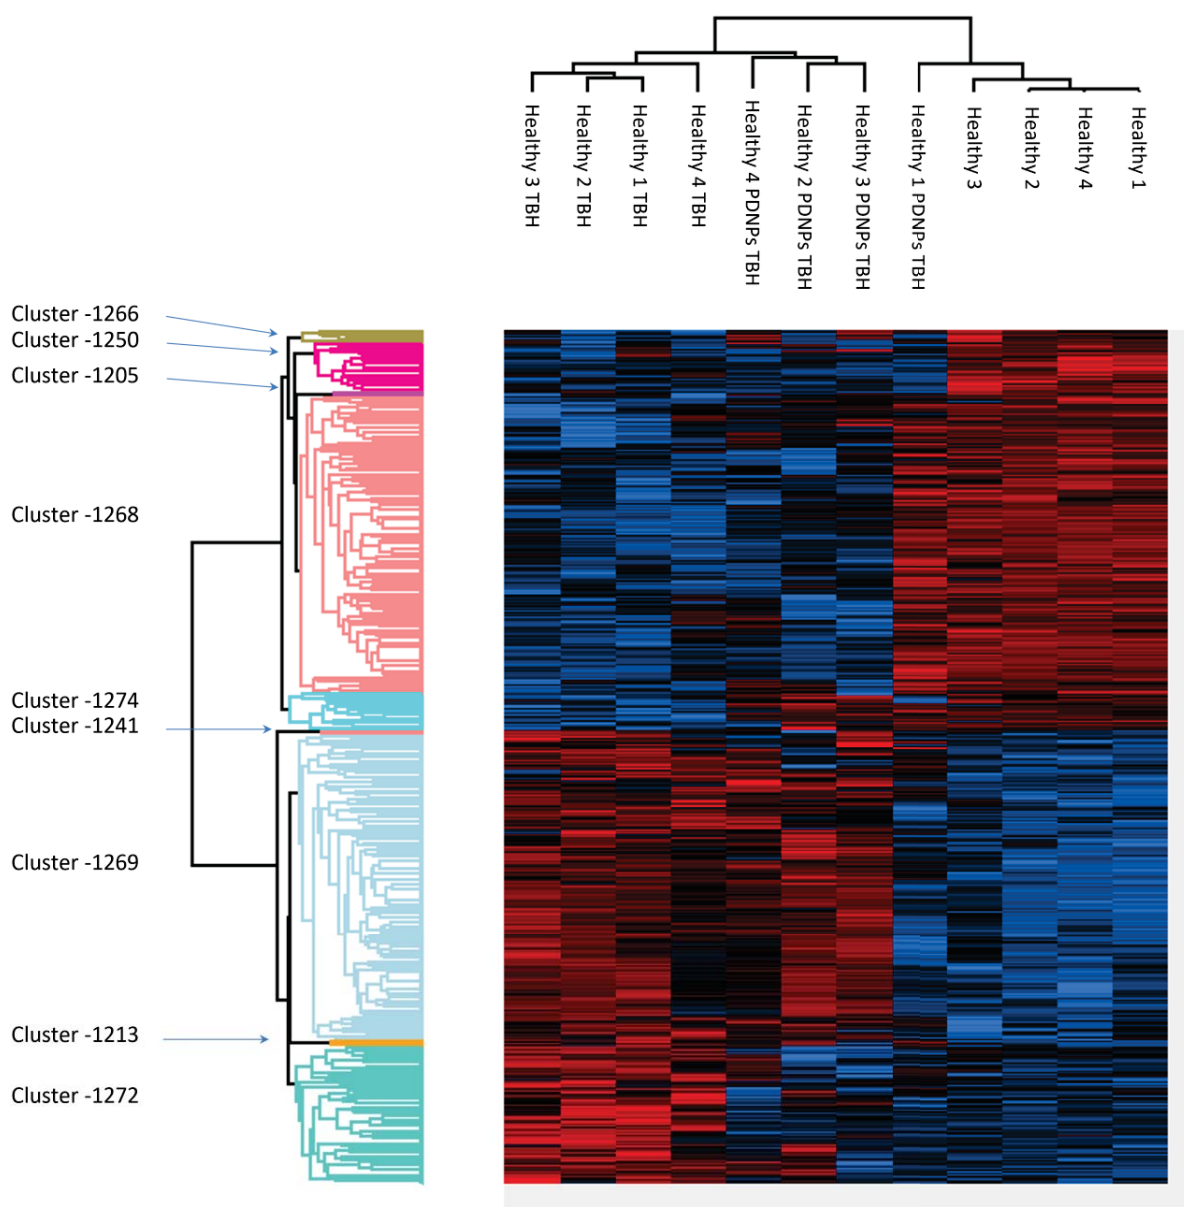 Healthy 3 TBH
Healthy 2 TBH
Healthy 1 TBH
Healthy 4 TBH
Healthy 4 PDNPs TBH
Healthy 2 PDNPs TBH
Healthy 3 PDNPs TBH
Healthy 1 PDNPs TBH
Healthy 3
Healthy 2
Healthy 4
Healthy 1
Cluster -1266
Cluster -1250
Cluster -1205
Cluster -1268
Cluster -1274
Cluster -1241
Cluster -1269
Cluster -1213
Cluster -1272